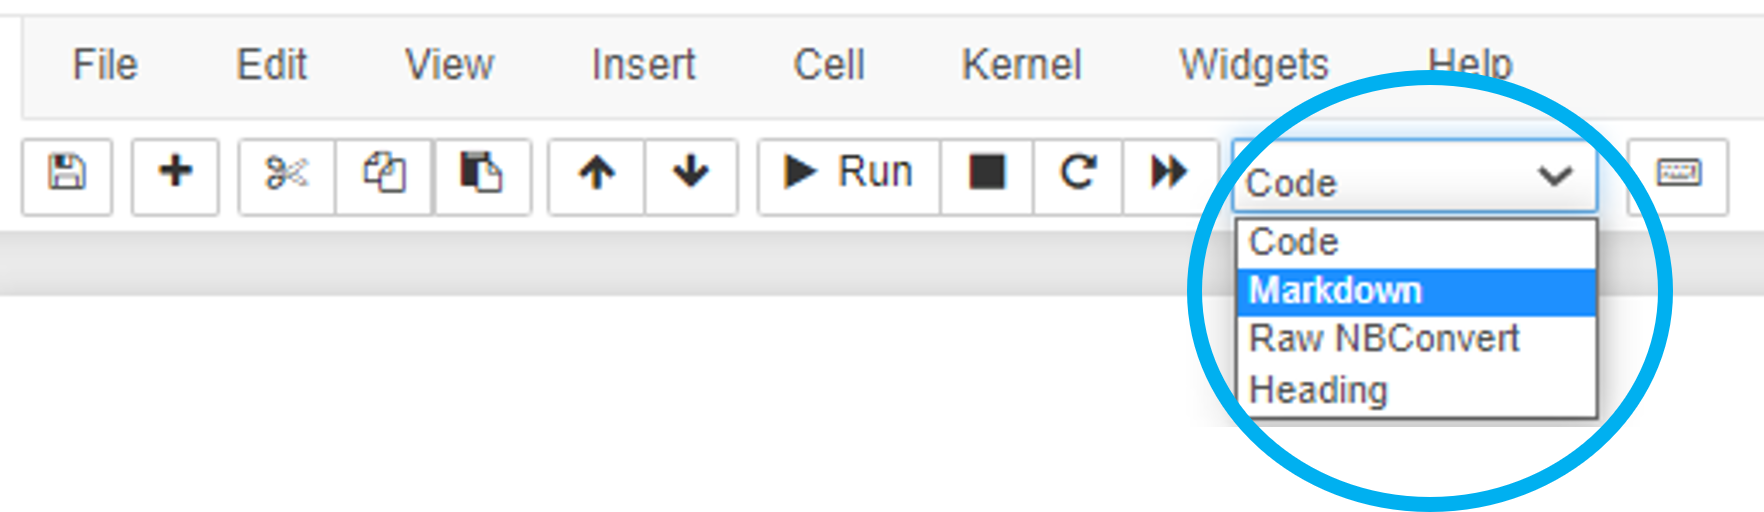 File Edit View Insert Cell Kernel Widgets Help
Run Code
Code
Markdown
Raw NBConvert
Heading